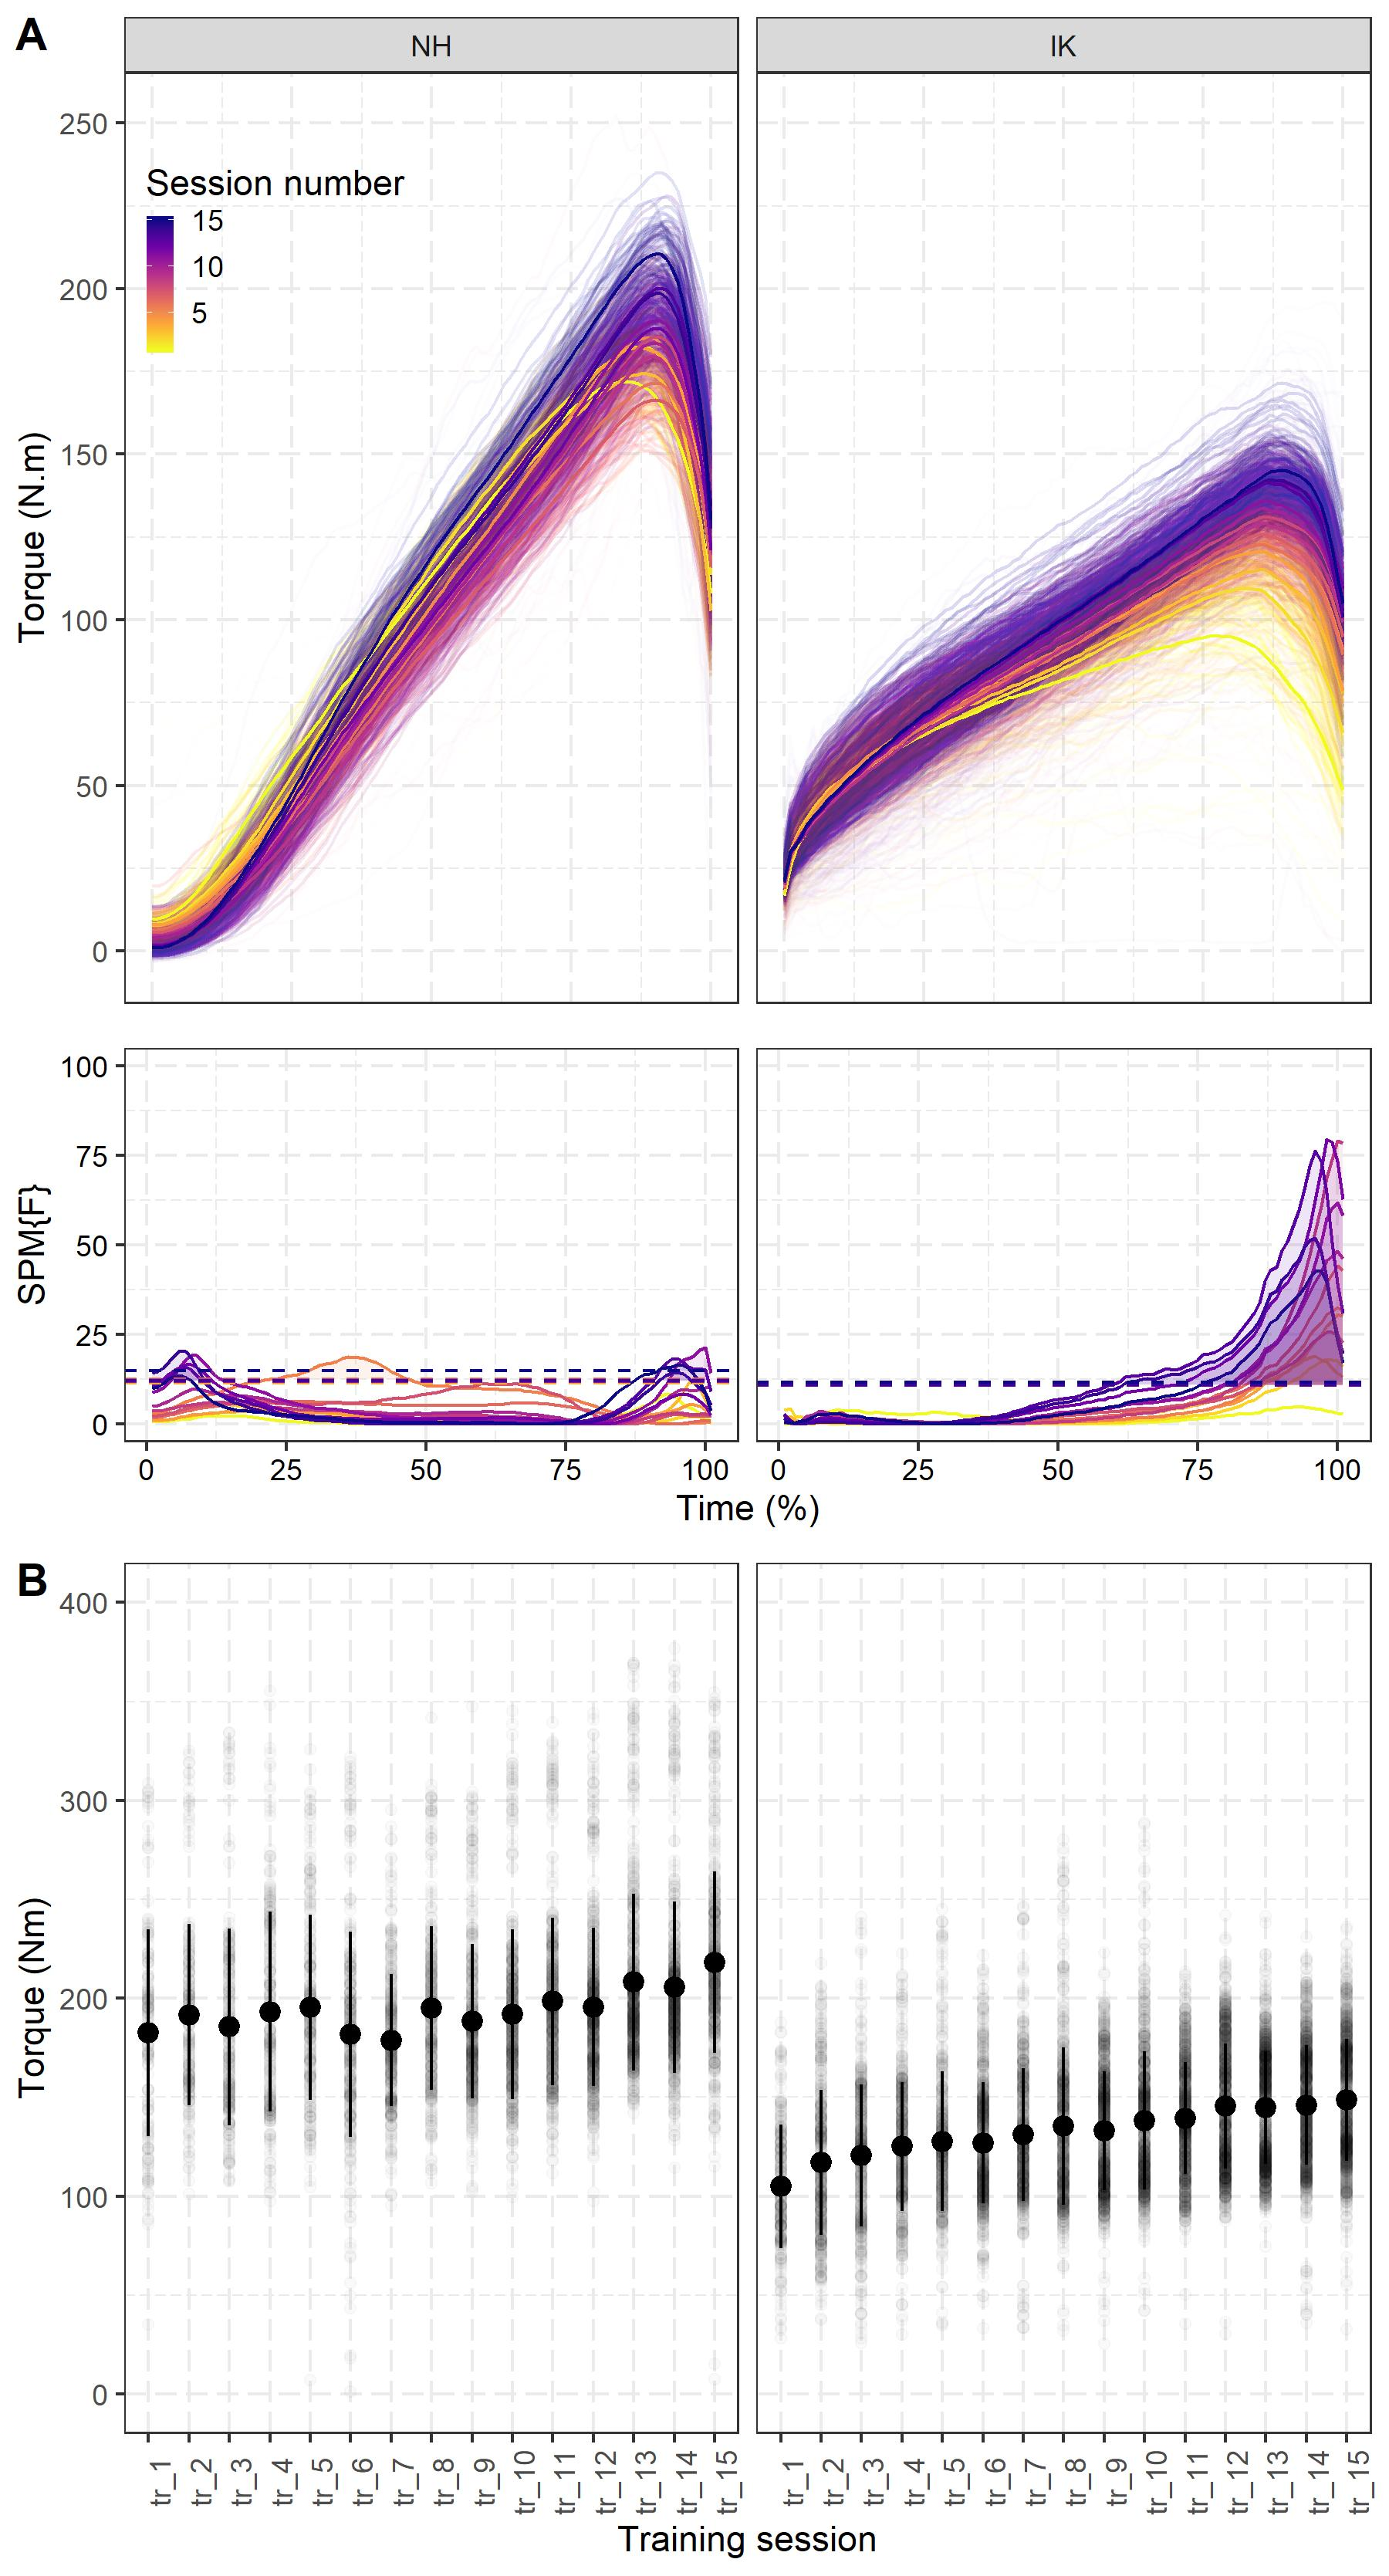 A
NH
IK
250
200
150
100
50
0
Torque (N.m)
Session number
15
10
5
100
75
50
25
0
SPM{F}
0 25 50 75 100
0 25 50 75 100
Time (%)
B
400
300
200
100
0
Torque (Nm)
tr_1 tr_2 tr_3 tr_4 tr_5 tr_6 tr_7 tr_8 tr_9 tr_10 tr_11 tr_12 tr_13 tr_14 tr_15
tr_1 tr_2 tr_3 tr_4 tr_5 tr_6 tr_7 tr_8 tr_9 tr_10 tr_11 tr_12 tr_13 tr_14 tr_15
Training session